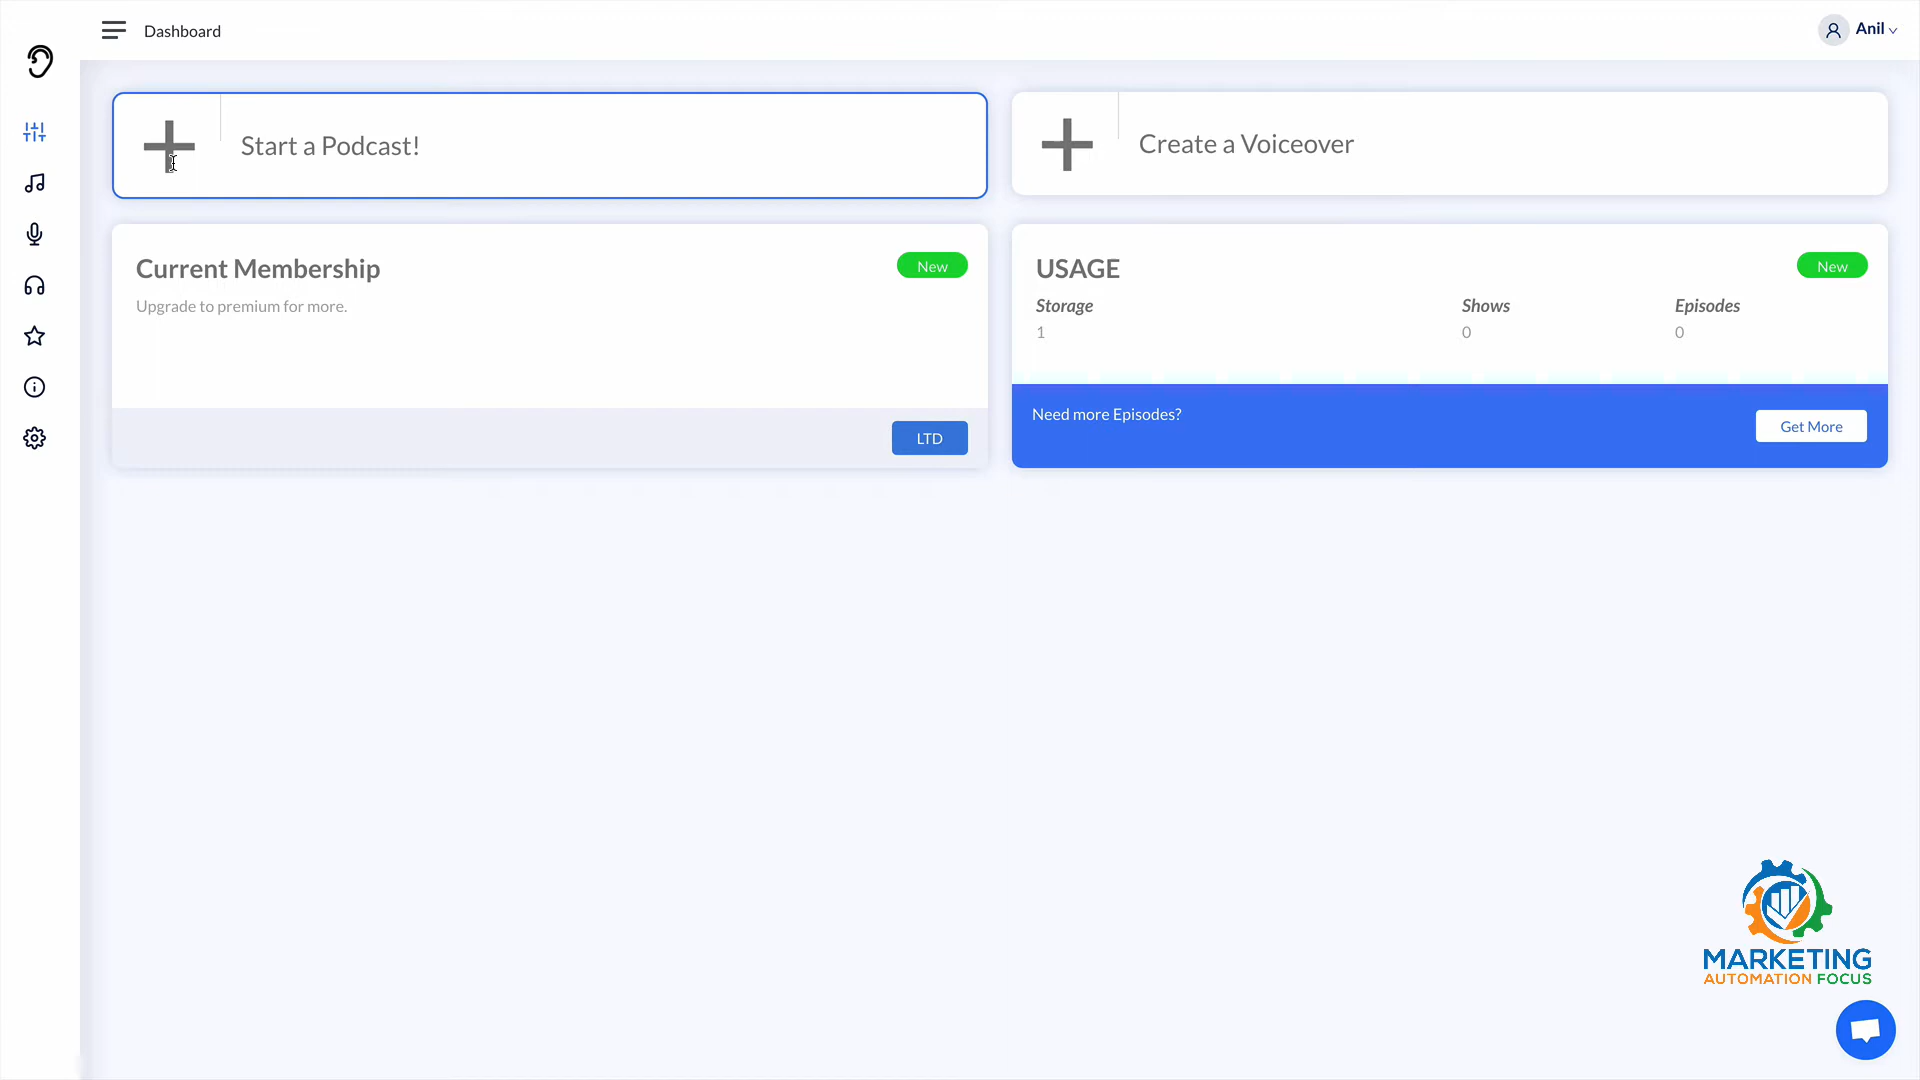 Dashboard
Anil
Start a Podcast!
Create a Voiceover
Current Membership
New
Upgrade to premium for more.
LTD
USAGE
New
Storage
Shows
Episodes
1
0
0
Need more Episodes?
Get More
MARKETING
AUTOMATION FOCUS